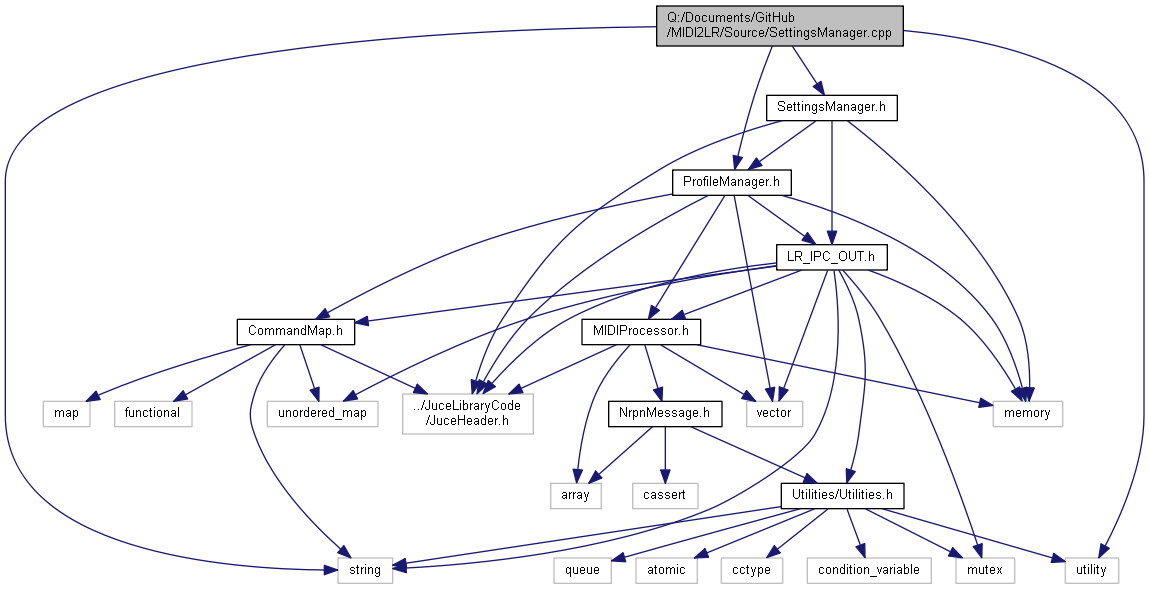 Q:/Documents/GitHub
/MIDI2LR/Source/SettingsManager.cpp
SettingsManager.h
ProfileManager.h
LR_IPC_OUT.h
CommandMap.h
MIDIProcessor.h
map
functional
unordered_map
../JuceLibraryCode
/JuceHeader.h
NrpnMessage.h
vector
memory
array
cassert
Utilities/Utilities.h
string
queue
atomic
cctype
condition_variable
mutex
utility